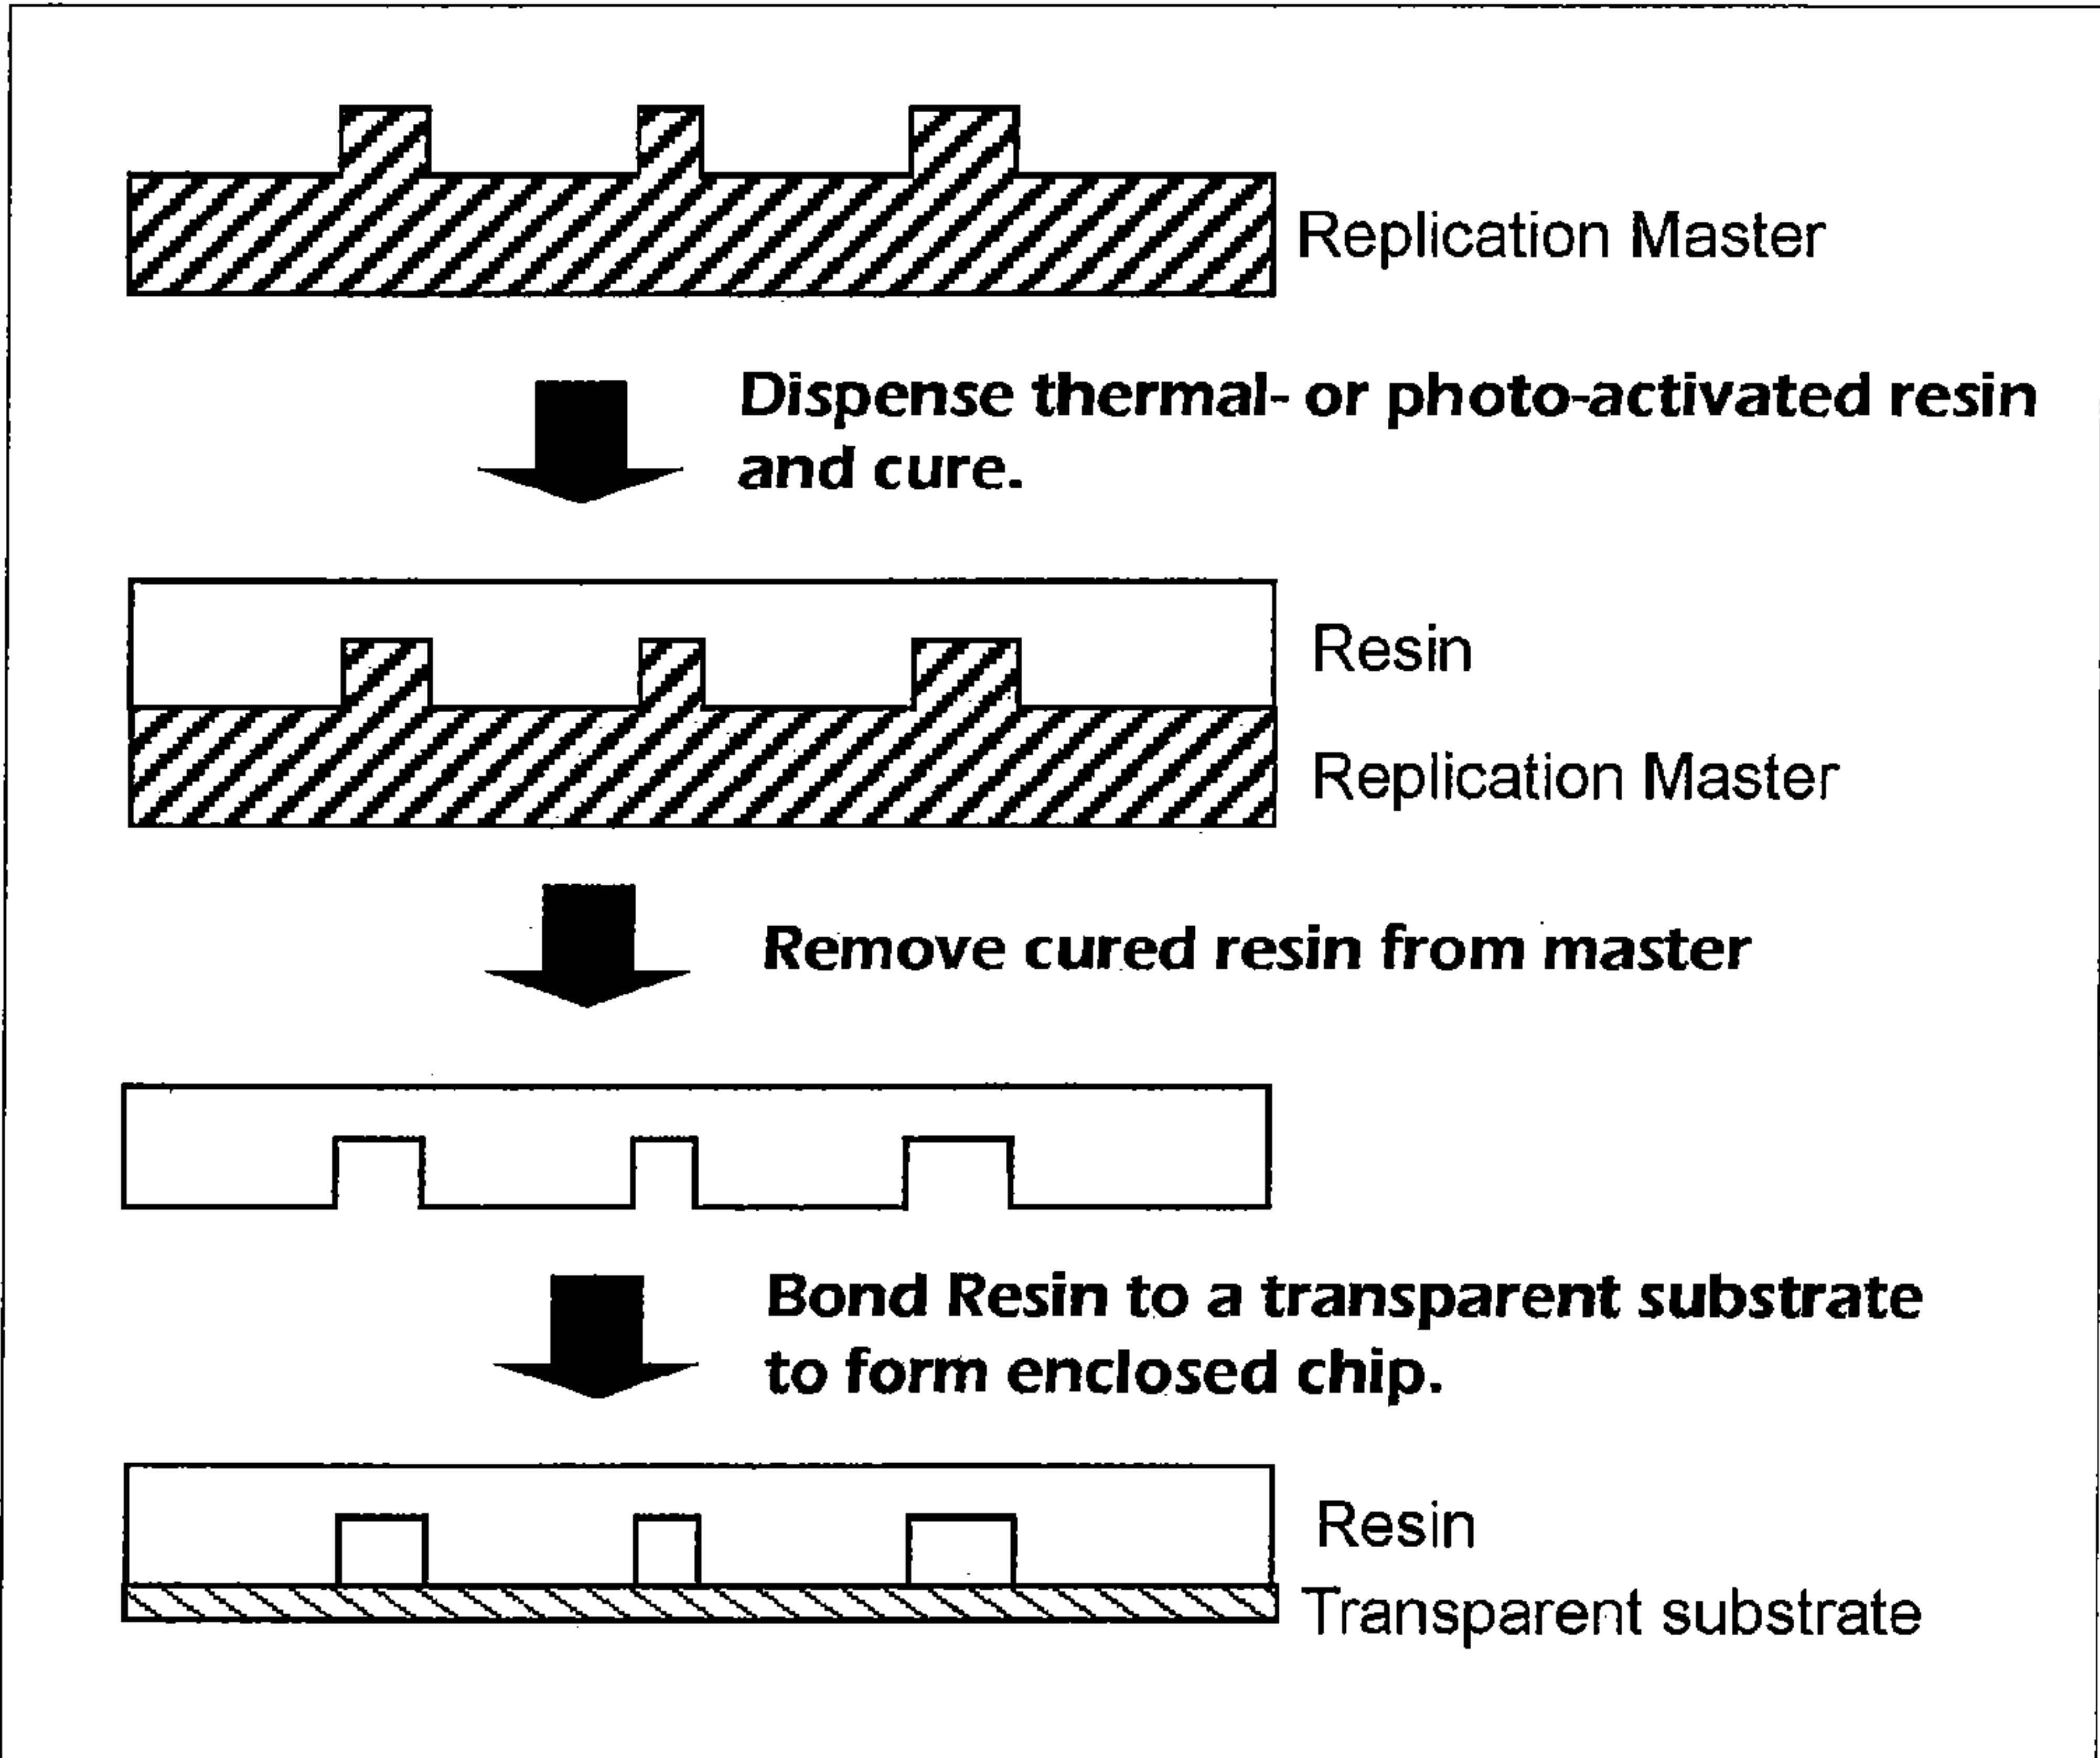 Replication Master
Dispense thermal- or photo-activated resin
and cure.
Resin
Replication Master
Remove cured resin from master
Bond Resin to a transparent substrate
to form enclosed chip.
Resin
Transparent substrate